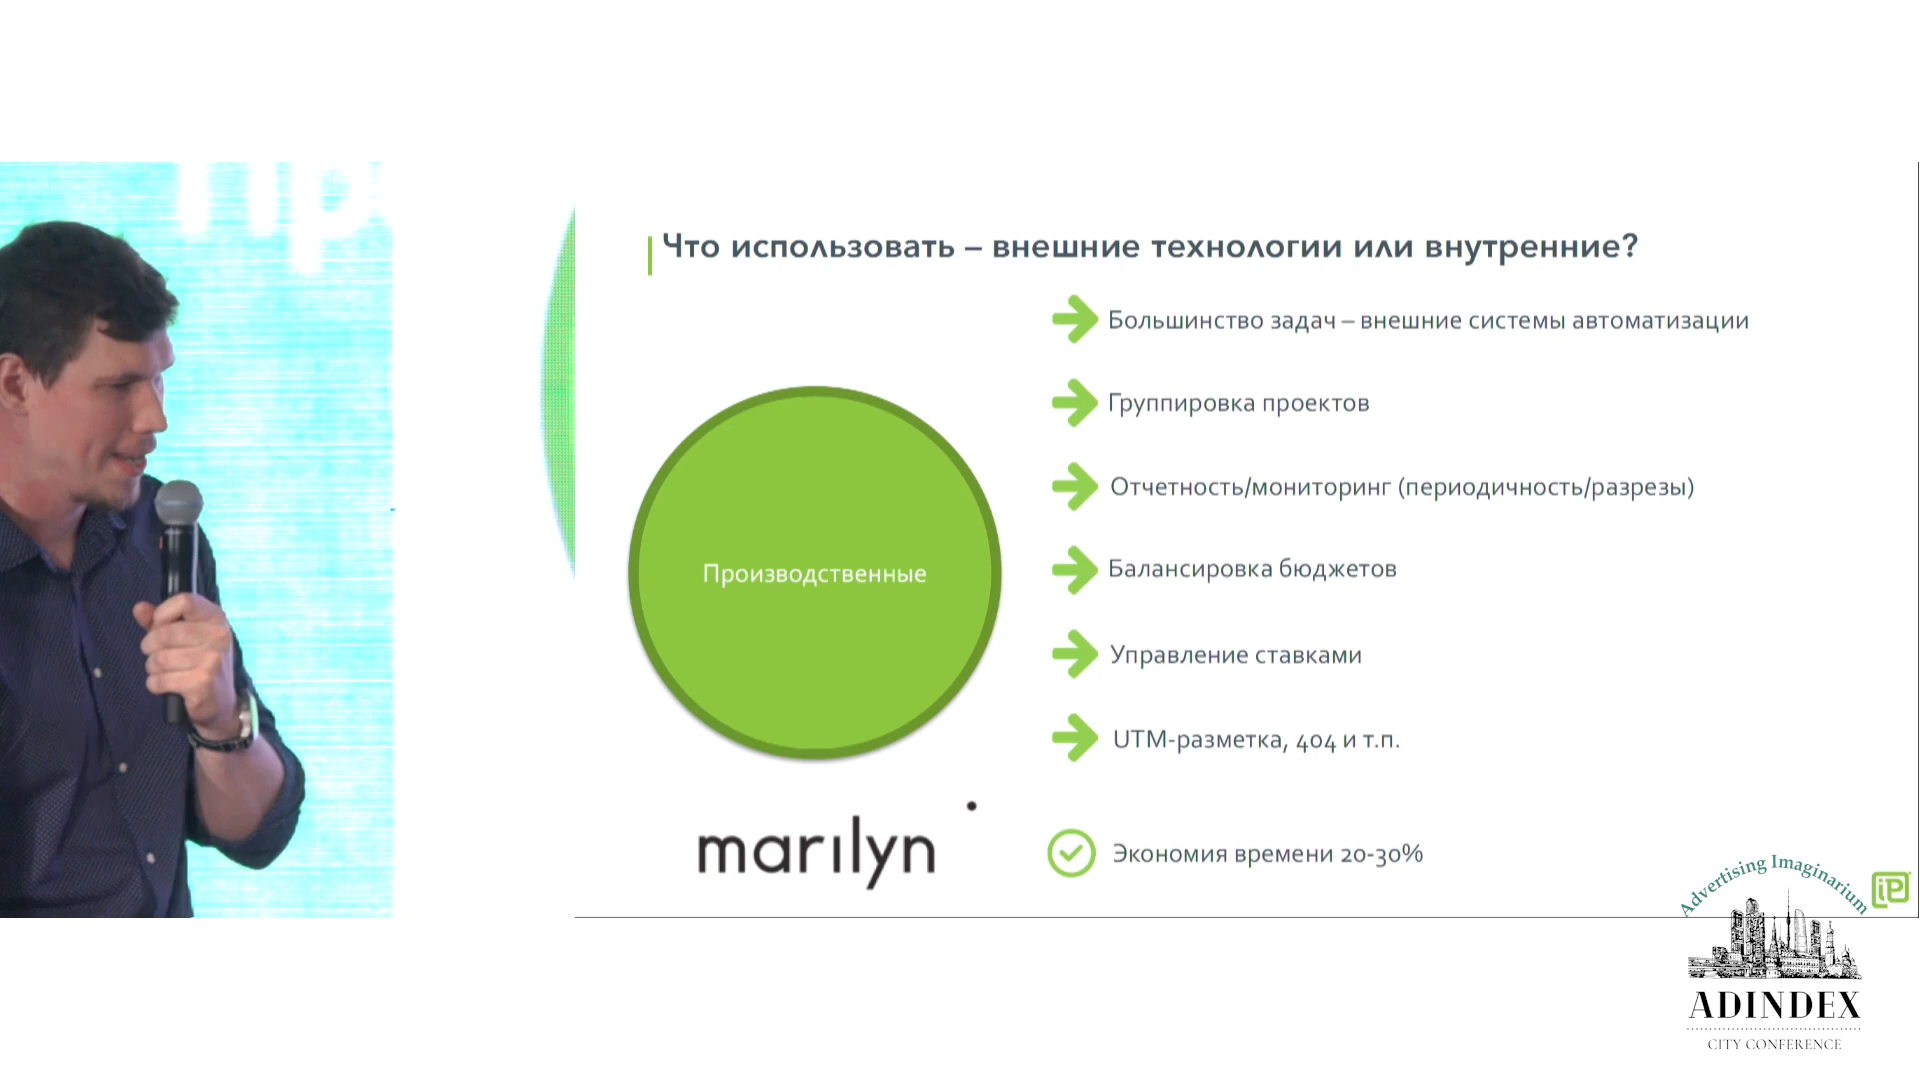 Что использовать – внешние технологии или внутренние?
Большинство задач – внешние системы автоматизации
Группировка проектов
Отчетность/мониторинг (периодичность/разрезы)
Балансировка бюджетов
Управление ставками
UTM-разметка, 404 и т.п.
Производственные
marilyn
Экономия времени 20-30%
Advertising Imaginarium
iP
ADINDEX
CITY CONFERENCE